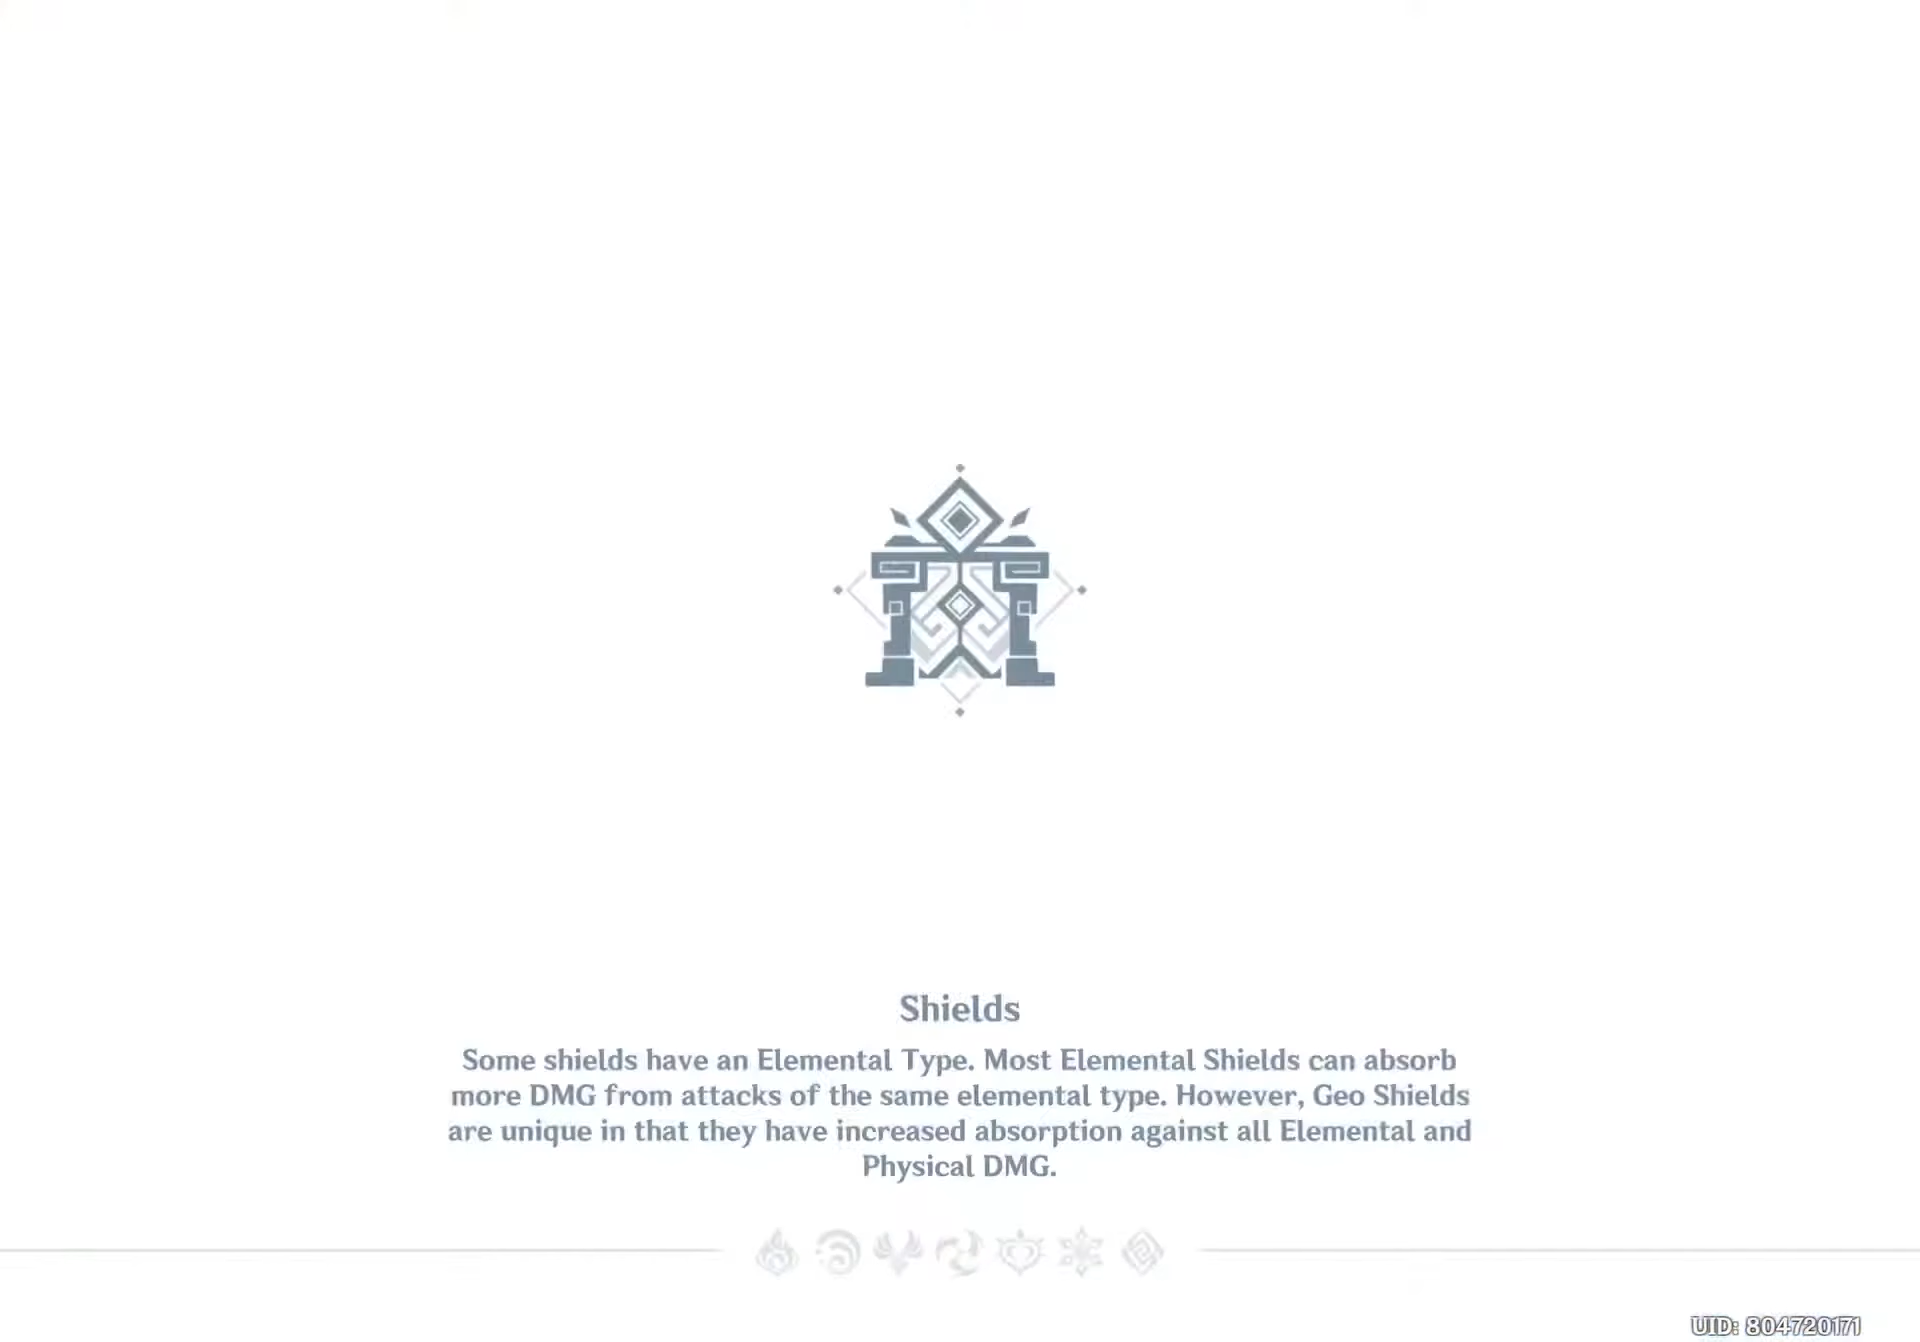 Shields
Some shields have an Elemental Type. Most Elemental Shields can absorb
more DMG from attacks of the same elemental type. However, Geo Shields
are unique in that they have increased absorption against all Elemental and
Physical DMG.
UID: 804720171